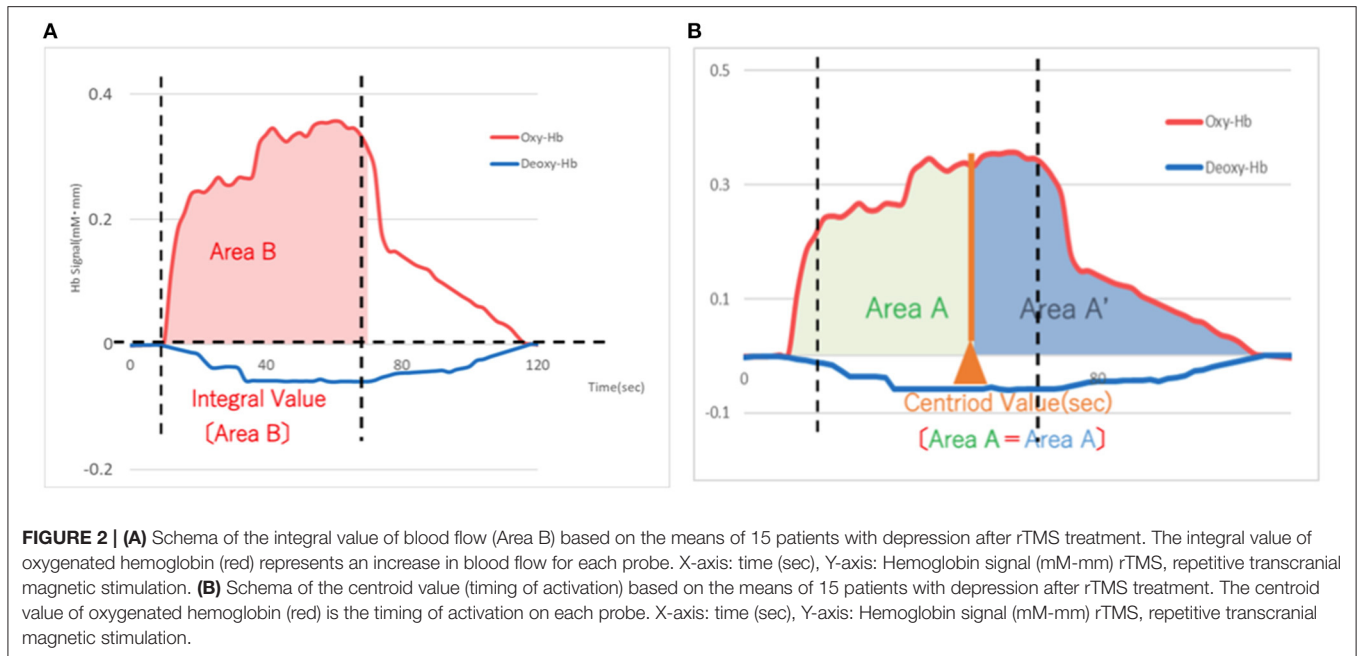 A
0.4
Hb Signal(mM・mm)
Oxy-Hb
Deoxy-Hb
0.2
Area B
0
0
40
80
120
Time(sec)
Integral Value
〔Area B〕
-0.2
B
0.5
Oxy-Hb
Deoxy-Hb
0.3
0.1
Area A
Area A’
0
80
-0.1
Centriod Value(sec)
〔Area A＝Area A〕
FIGURE 2 | (A) Schema of the integral value of blood flow (Area B) based on the means of 15 patients with depression after rTMS treatment. The integral value of
oxygenated hemoglobin (red) represents an increase in blood flow for each probe. X-axis: time (sec), Y-axis: Hemoglobin signal (mM-mm) rTMS, repetitive transcranial
magnetic stimulation. (B) Schema of the centroid value (timing of activation) based on the means of 15 patients with depression after rTMS treatment. The centroid
value of oxygenated hemoglobin (red) is the timing of activation on each probe. X-axis: time (sec), Y-axis: Hemoglobin signal (mM-mm) rTMS, repetitive transcranial
magnetic stimulation.